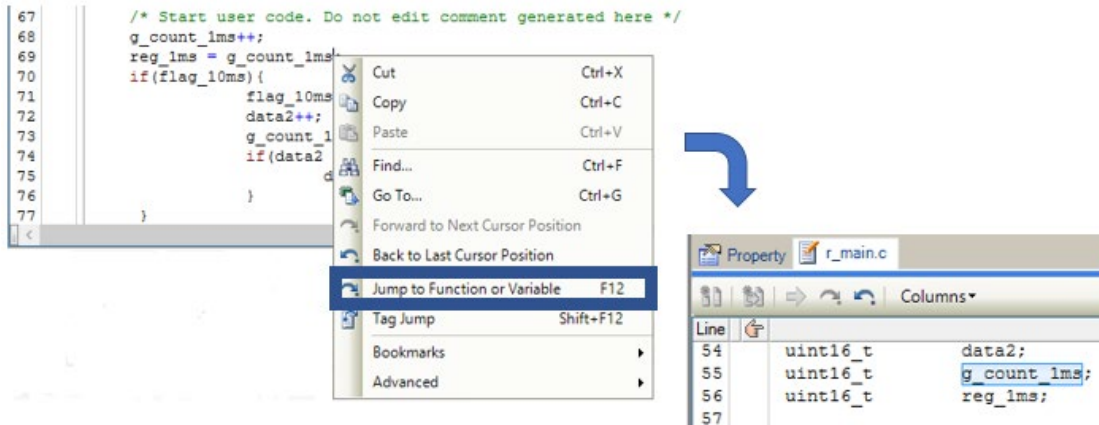 67 /* Start user code. Do not edit comment generated here */
68 g_count_1ms++;
69 reg_1ms = g_count_1ms
70 if(flag_10ms){
71 flag_10ms
72 data2++;
73 g_count_1
74 if(data2
75 d
76 }
77 }
Cut Ctrl+X
Copy Ctrl+C
Paste Ctrl+V
Find... Ctrl+F
Go To... Ctrl+G
Forward to Next Cursor Position
Back to Last Cursor Position
Jump to Function or Variable F12
Tag Jump Shift+F12
Bookmarks
Advanced
Property r_main.c
Columns
Line
54 uint16_t data2;
55 uint16_t g_count_1ms;
56 uint16_t reg_1ms;
57